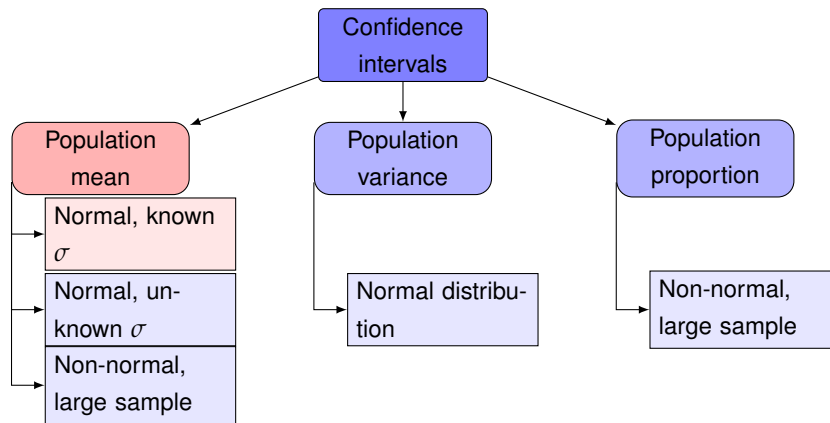 Confidence
intervals
Population
mean
Normal, known
σ
Normal, un-
known σ
Non-normal,
large sample
Population
variance
Normal distribu-
tion
Population
proportion
Non-normal,
large sample